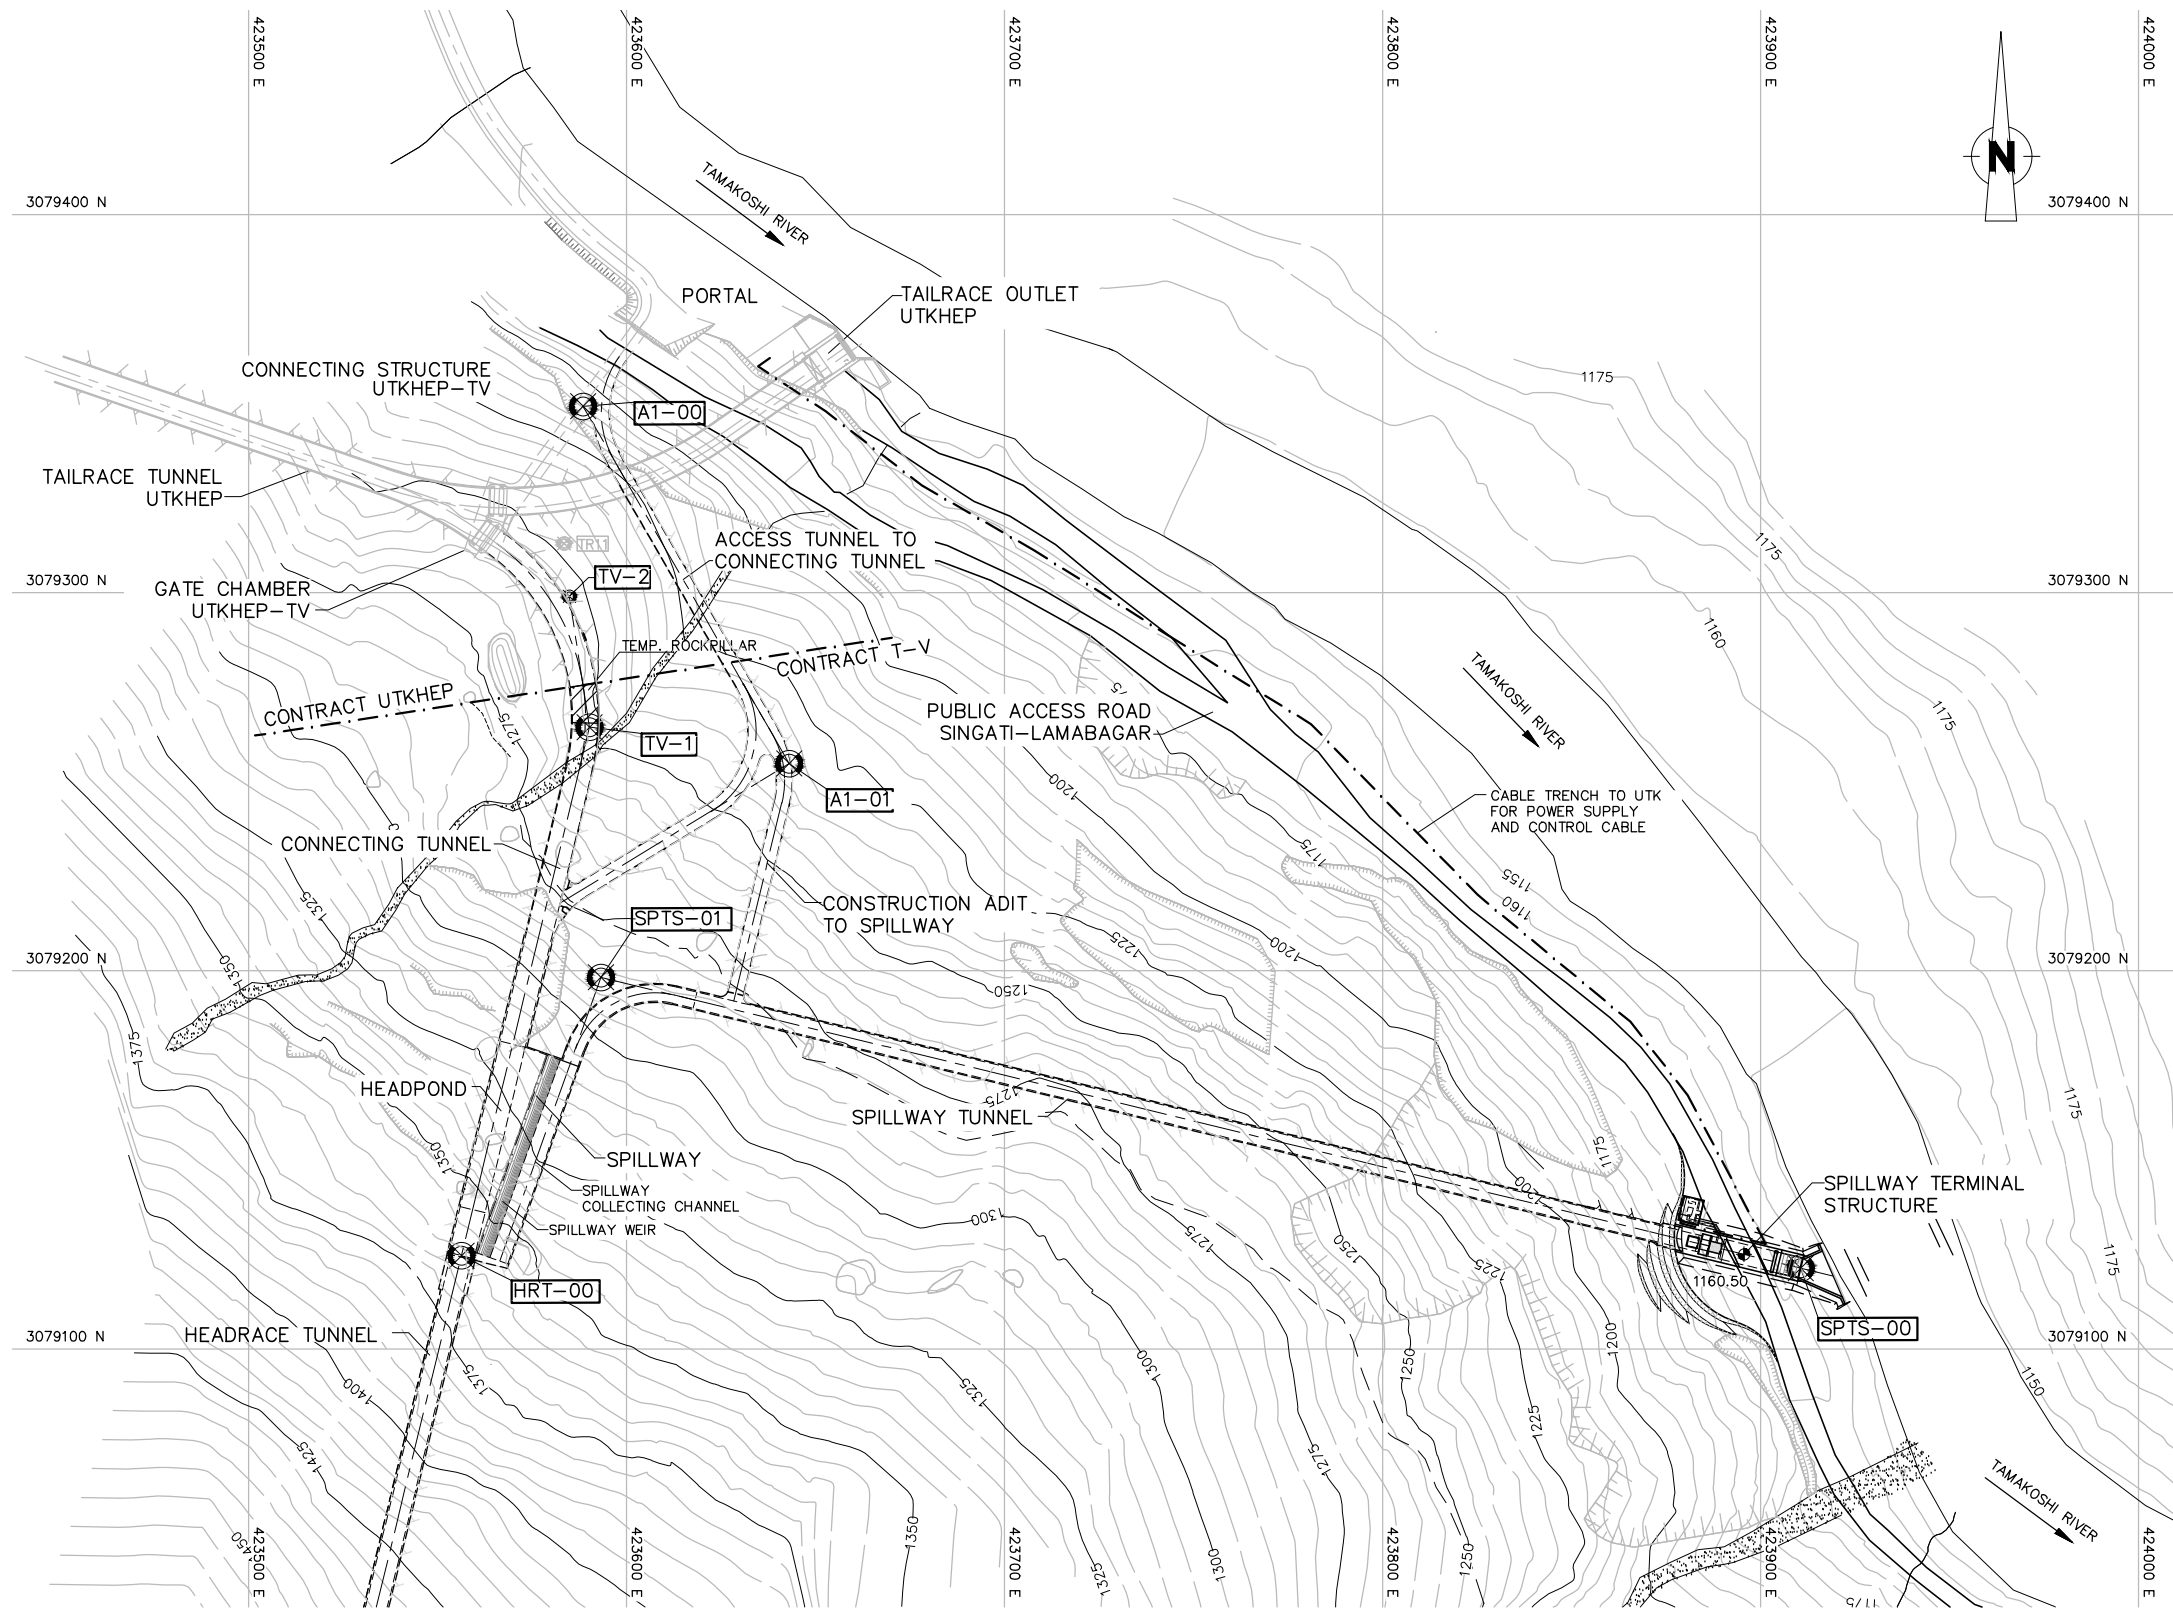 423500 E
423600 E
423700 E
423800 E
423900 E
424000 E
N
TAMAKOSHI RIVER
3079400 N
3079400 N
PORTAL
TAILRACE OUTLET
UTKHEP
CONNECTING STRUCTURE
UTKHEP-TV
1175
A1-00
TAILRACE TUNNEL
UTKHEP
TR11
ACCESS TUNNEL TO
CONNECTING TUNNEL
1175
3079300 N
TV-2
3079300 N
GATE CHAMBER
UTKHEP-TV
1160
TEMP. ROCKPILLAR
CONTRACT T-V
CONTRACT UTKHEP
TAMAKOSHI RIVER
1275
75
1175
PUBLIC ACCESS ROAD
SINGATI-LAMABAGAR
TV-1
1200
A1-01
CABLE TRENCH TO UTK
FOR POWER SUPPLY
AND CONTROL CABLE
CONNECTING TUNNEL
1175
1155
1325
CONSTRUCTION ADIT
TO SPILLWAY
1160
SPTS-01
1225
1200
3079200 N
1350
3079200 N
1250
1375
HEADPOND
1275
SPILLWAY TUNNEL
1175
1175
1350
SPILLWAY
SPILLWAY
COLLECTING CHANNEL
1200
SPILLWAY TERMINAL
STRUCTURE
SPILLWAY WEIR
1300
1275
1250
1225
1175
1160.50
HRT-00
SPTS-00
HEADRACE TUNNEL
3079100 N
3079100 N
1200
1375
1400
1325
1300
1250
1150
1225
1425
1275
TAMAKOSHI RIVER
1450
1350
1325
1300
1250
1175
423500 E
423600 E
423700 E
423800 E
423900 E
424000 E